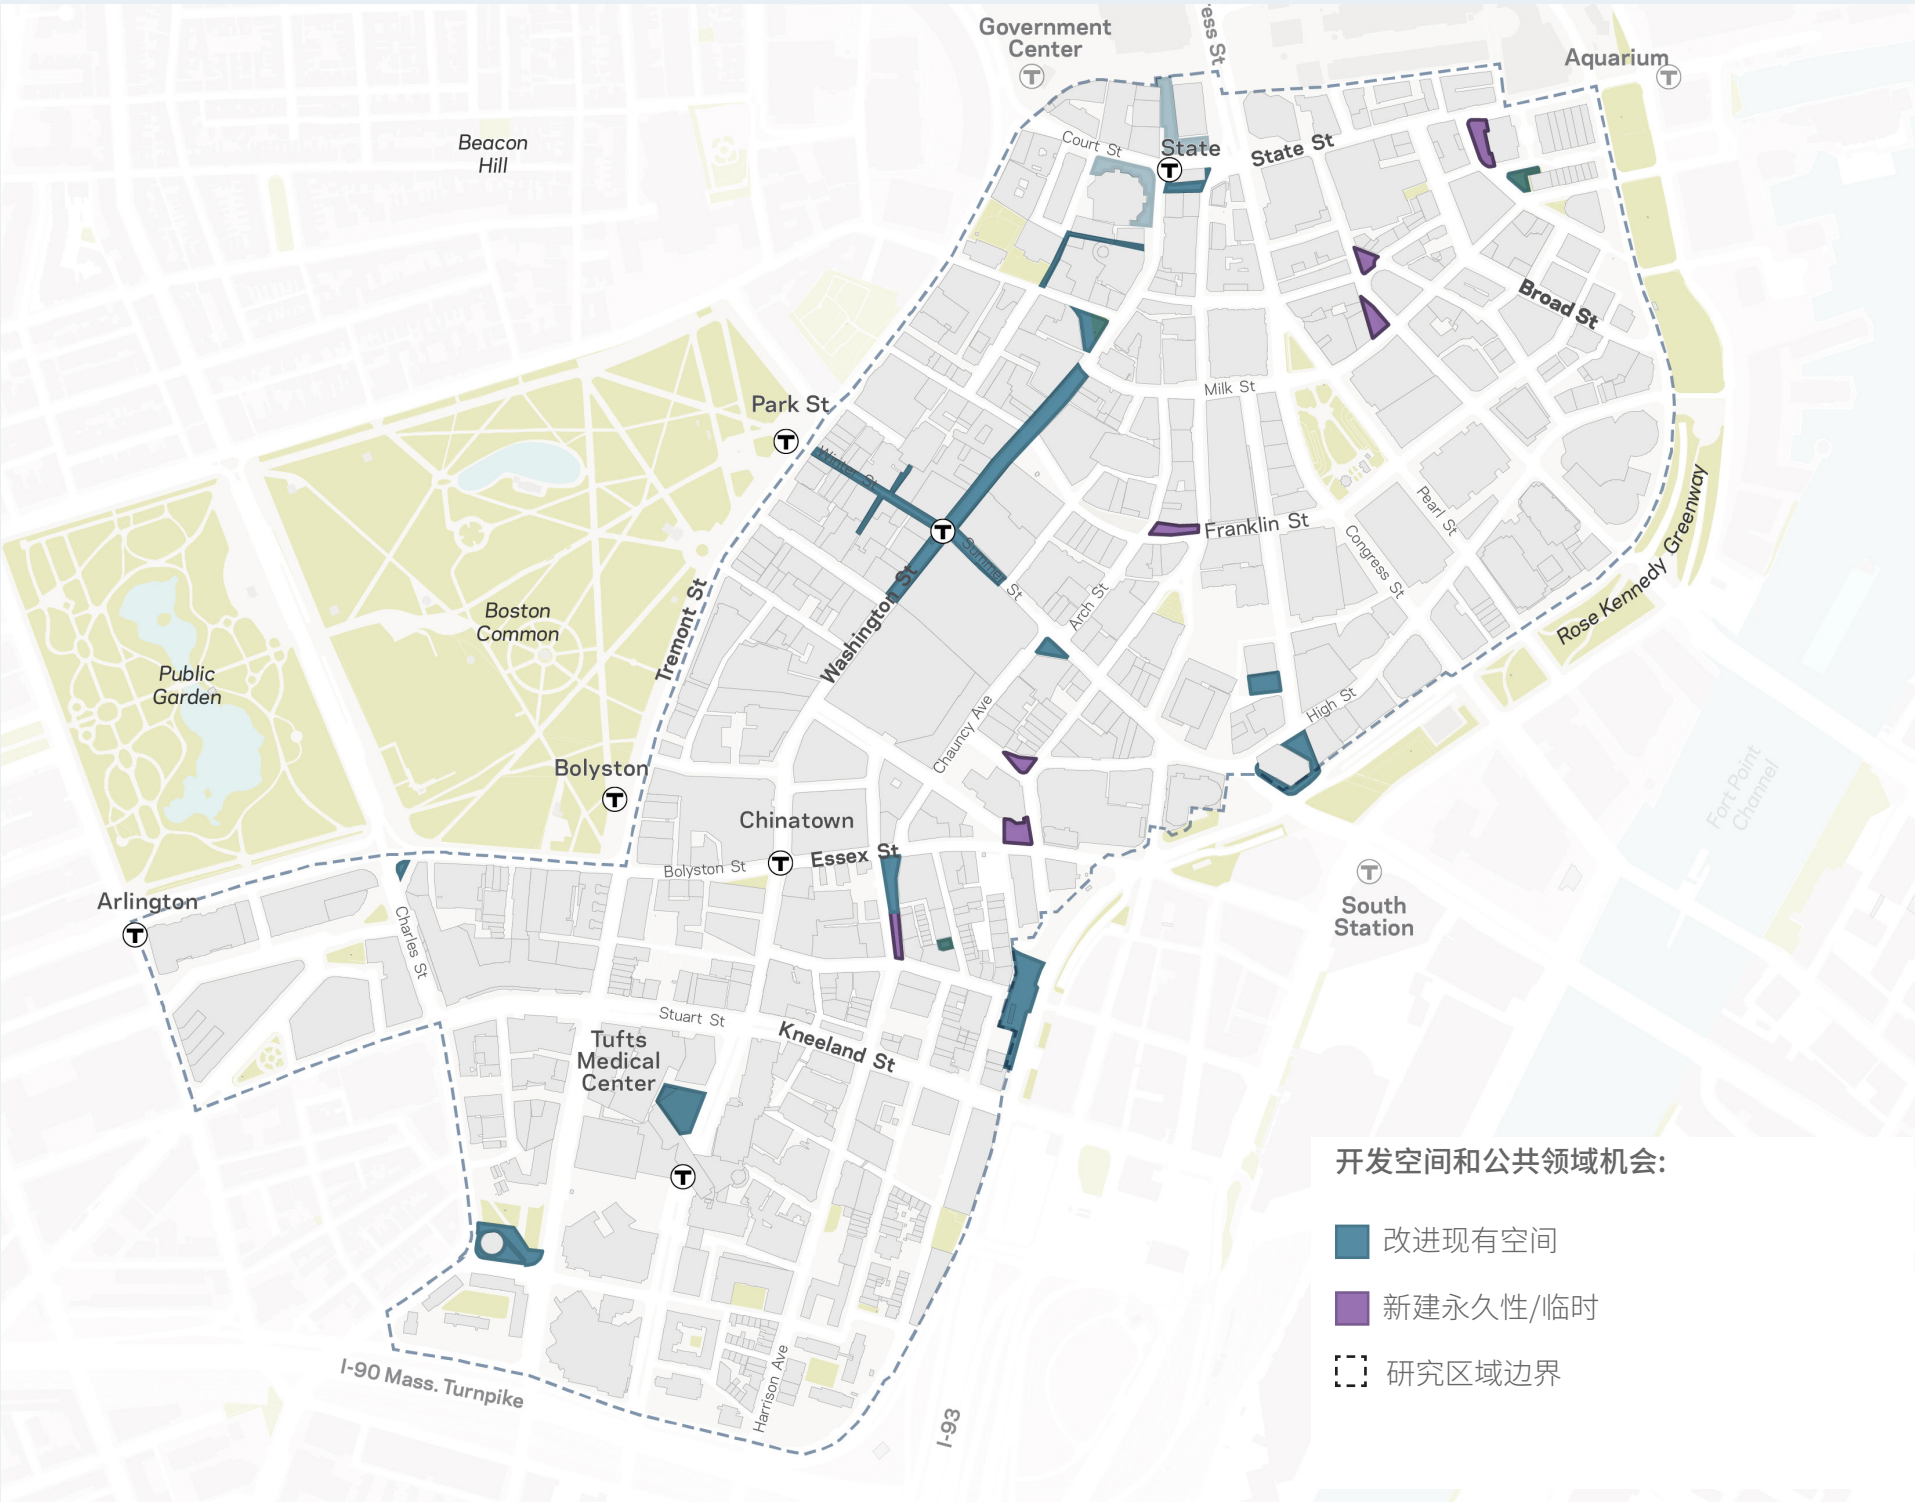 Government
Center
ess St
Aquarium
Beacon
Hill
Court St
State
State St
Broad St
Park St
Milk St
Winter St
Franklin St
Pearl St
Congress St
Summer St
Arch St
Rose Kennedy Greenway
Boston
Common
Tremont St
Washington St
Public
Garden
Chauncy Ave
High St
Bolyston
Fort Point
Channel
Chinatown
Essex St
Bolyston St
Arlington
Charles St
South
Station
Stuart St
Kneeland St
Tufts
Medical
Center
I-90 Mass. Turnpike
Harrison Ave
I-93
开发空间和公共领域机会:
改进现有空间
新建永久性/临时
研究区域边界
T
T
T
T
T
T
T
T
T
T